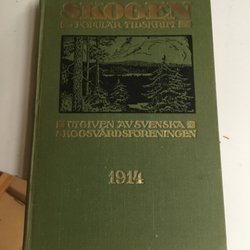 SKOGEN
POPULÄR TIDSKRIFT
UTGIVEN AV SVENSKA
SKOGSVÅRDSFÖRENINGEN
1914